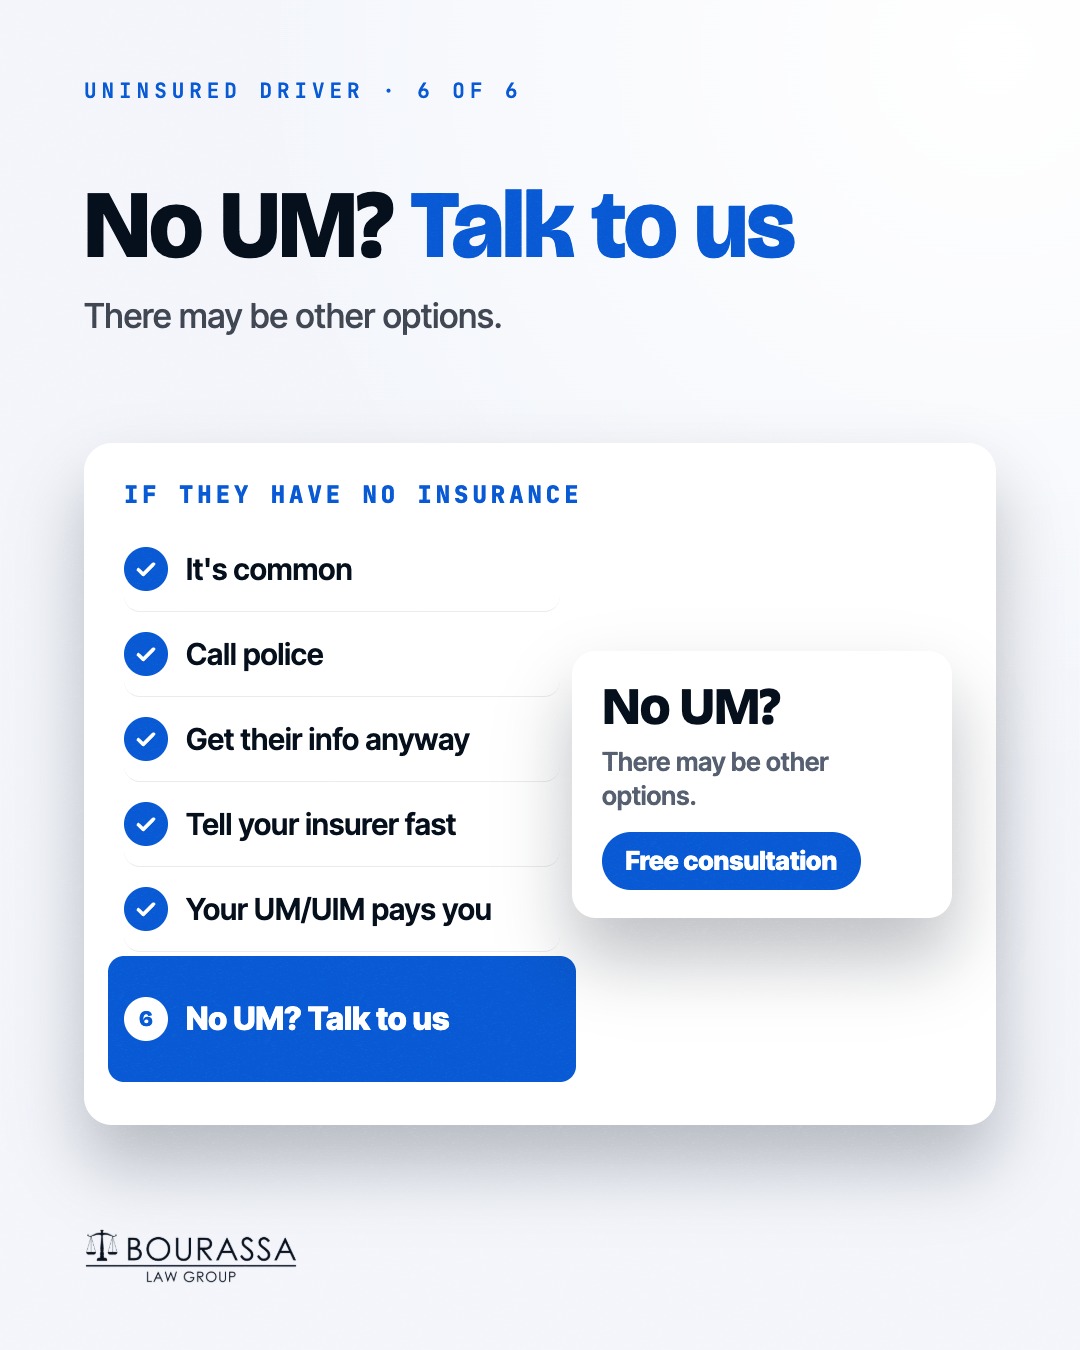 UNINSURED DRIVER · 6 OF 6
No UM? Talk to us
There may be other options.
IF THEY HAVE NO INSURANCE
It's common
Call police
Get their info anyway
Tell your insurer fast
Your UM/UIM pays you
6 No UM? Talk to us
No UM?
There may be other
options.
Free consultation
BOURASSA
LAW GROUP